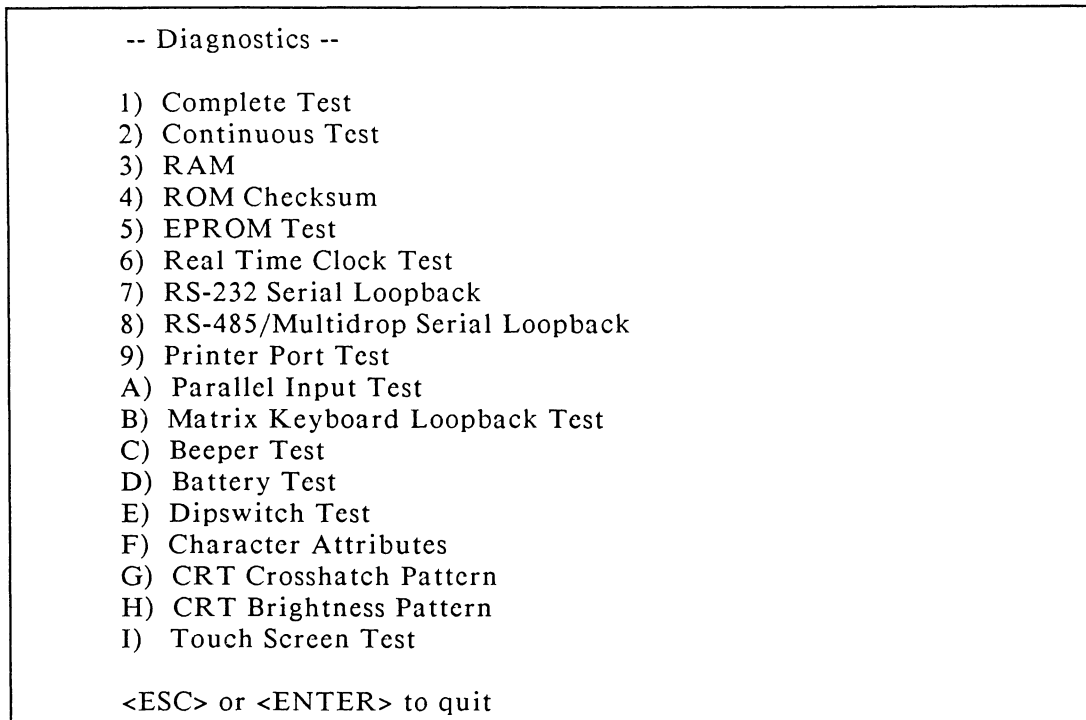 -- Diagnostics --
1) Complete Test
2) Continuous Test
3) RAM
4) ROM Checksum
5) EPROM Test
6) Real Time Clock Test
7) RS-232 Serial Loopback
8) RS-485/Multidrop Serial Loopback
9) Printer Port Test
A) Parallel Input Test
B) Matrix Keyboard Loopback Test
C) Beeper Test
D) Battery Test
E) Dipswitch Test
F) Character Attributes
G) CRT Crosshatch Pattern
H) CRT Brightness Pattern
I) Touch Screen Test
<ESC> or <ENTER> to quit